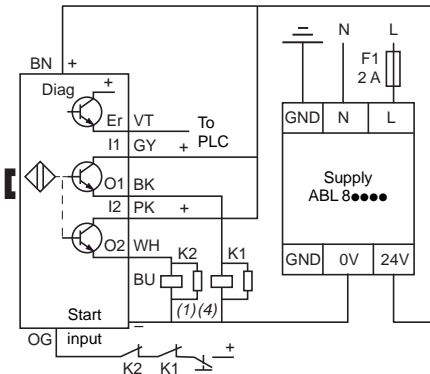 N L
BN +
F1
2 A
Diag +
Er VT To
PLC
GND N L
I1 GY +
O1 BK
Supply
ABL 8●●●●
I2 PK +
O2 WH
K2 K1
GND 0V 24V
BU
(1) (4)
Start
input
–
OG
+
K2 K1